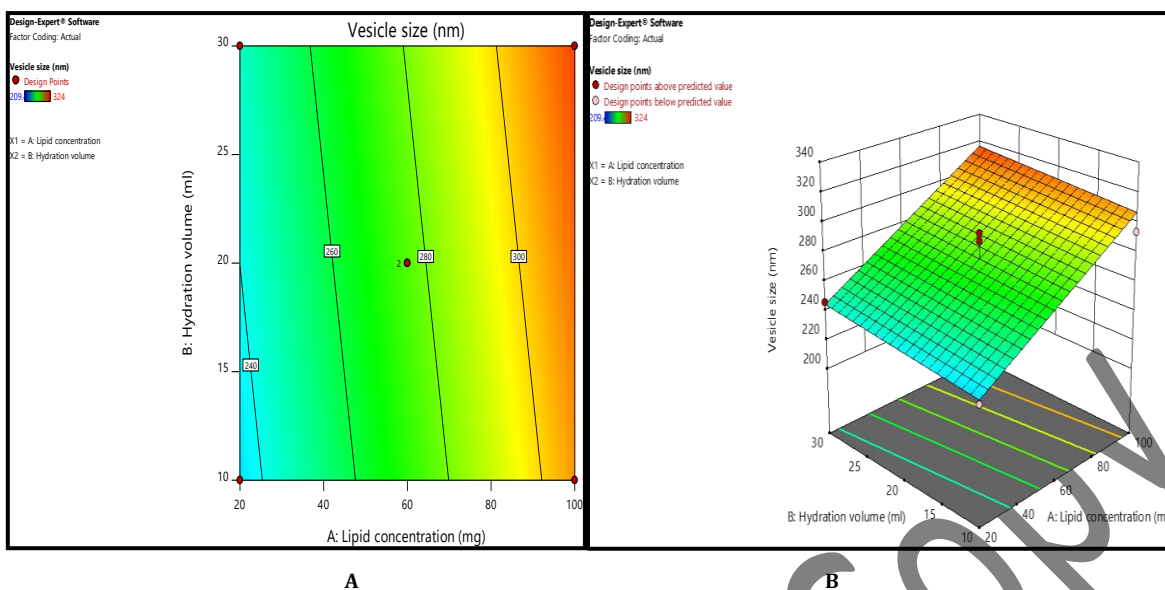 Design-Expert® Software
Factor Coding: Actual
Vesicle size (nm)
Design Points
209. 324
X1 = A: Lipid concentration
X2 = B: Hydration volume
Vesicle size (nm)
B: Hydration volume (ml)
30
25
20
15
10
20
40
60
80
100
A: Lipid concentration (mg)
240
260
280
300
2
A
Design-Expert® Software
Factor Coding: Actual
Vesicle size (nm)
Design points above predicted value
Design points below predicted value
209. 324
X1 = A: Lipid concentration
X2 = B: Hydration volume
Vesicle size (nm)
340
320
300
280
260
240
220
200
30
25
20
15
10
B: Hydration volume (ml)
20
40
60
80
100
A: Lipid concentration (m
B
COPY